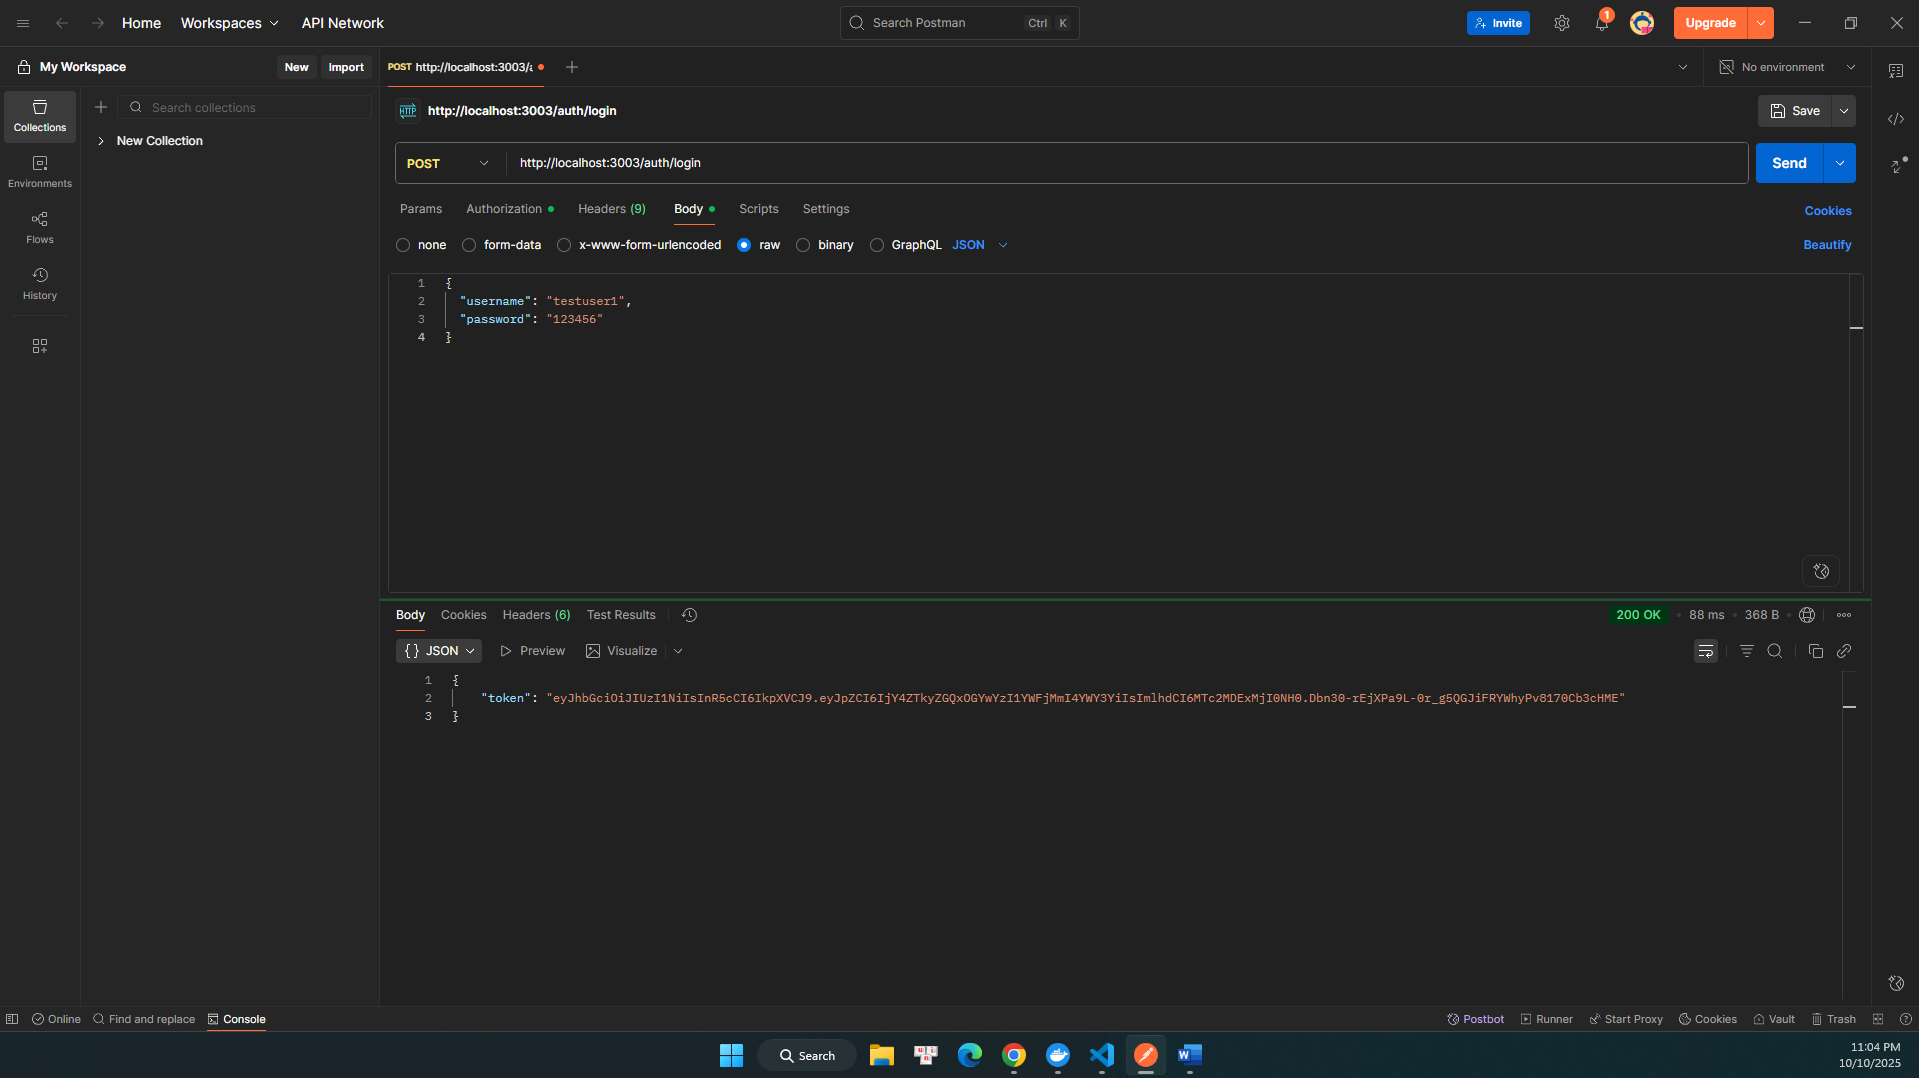 Home Workspaces API Network Search Postman Ctrl K Invite 1 Upgrade
My Workspace New Import POST http://localhost:3003/a No environment
Search collections
Collections
Environments
Flows
History
New Collection
HTTP http://localhost:3003/auth/login Save
POST http://localhost:3003/auth/login Send
Params Authorization Headers (9) Body Scripts Settings Cookies
none form-data x-www-form-urlencoded raw binary GraphQL JSON Beautify
1 {
2 "username": "testuser1",
3 "password": "123456"
4 }
Body Cookies Headers (6) Test Results 200 OK • 88 ms • 368 B
{} JSON Preview Visualize
1 {
2 "token": "eyJhbGciOiJIUzI1NiIsInR5cCI6IkpXVCJ9.eyJpZCI6IjY4ZTkyZGQxOGYwYzI1YWFjMmI4YWY3YiIsImlhdCI6MTc2MDExMjI0NH0.Dbn30-rEjXPa9L-0r_g5QGJiFRYWhyPv8170Cb3cHME"
3 }
Online Find and replace Console Postbot Runner Start Proxy Cookies Vault Trash
Search
11:04 PM
10/10/2025